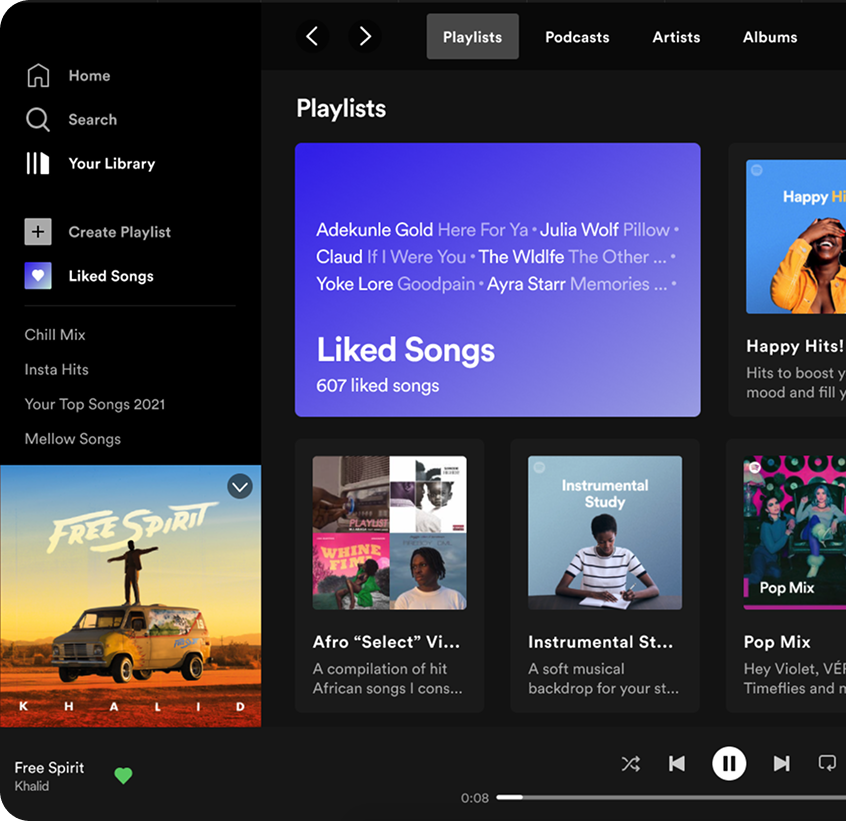 Home
Search
Your Library
Create Playlist
Liked Songs
Chill Mix
Insta Hits
Your Top Songs 2021
Mellow Songs
FREE SPIRIT
KHALID
Free Spirit
Khalid
Playlists
Podcasts
Artists
Albums
Playlists
Adekunle Gold Here For Ya • Julia Wolf Pillow •
Claud If I Were You • The Wldlfe The Other ... •
Yoke Lore Goodpain • Ayra Starr Memories ... •
Liked Songs
607 liked songs
Happy Hi
Happy Hits!
Hits to boost y
mood and fill y
PLAYLIST
WHINE
Afro “Select” Vi...
A compilation of hit
African songs I cons...
Instrumental
Study
Instrumental St...
A soft musical
backdrop for your st...
Pop Mix
Pop Mix
Hey Violet, VÉR
Timeflies and m
0:08